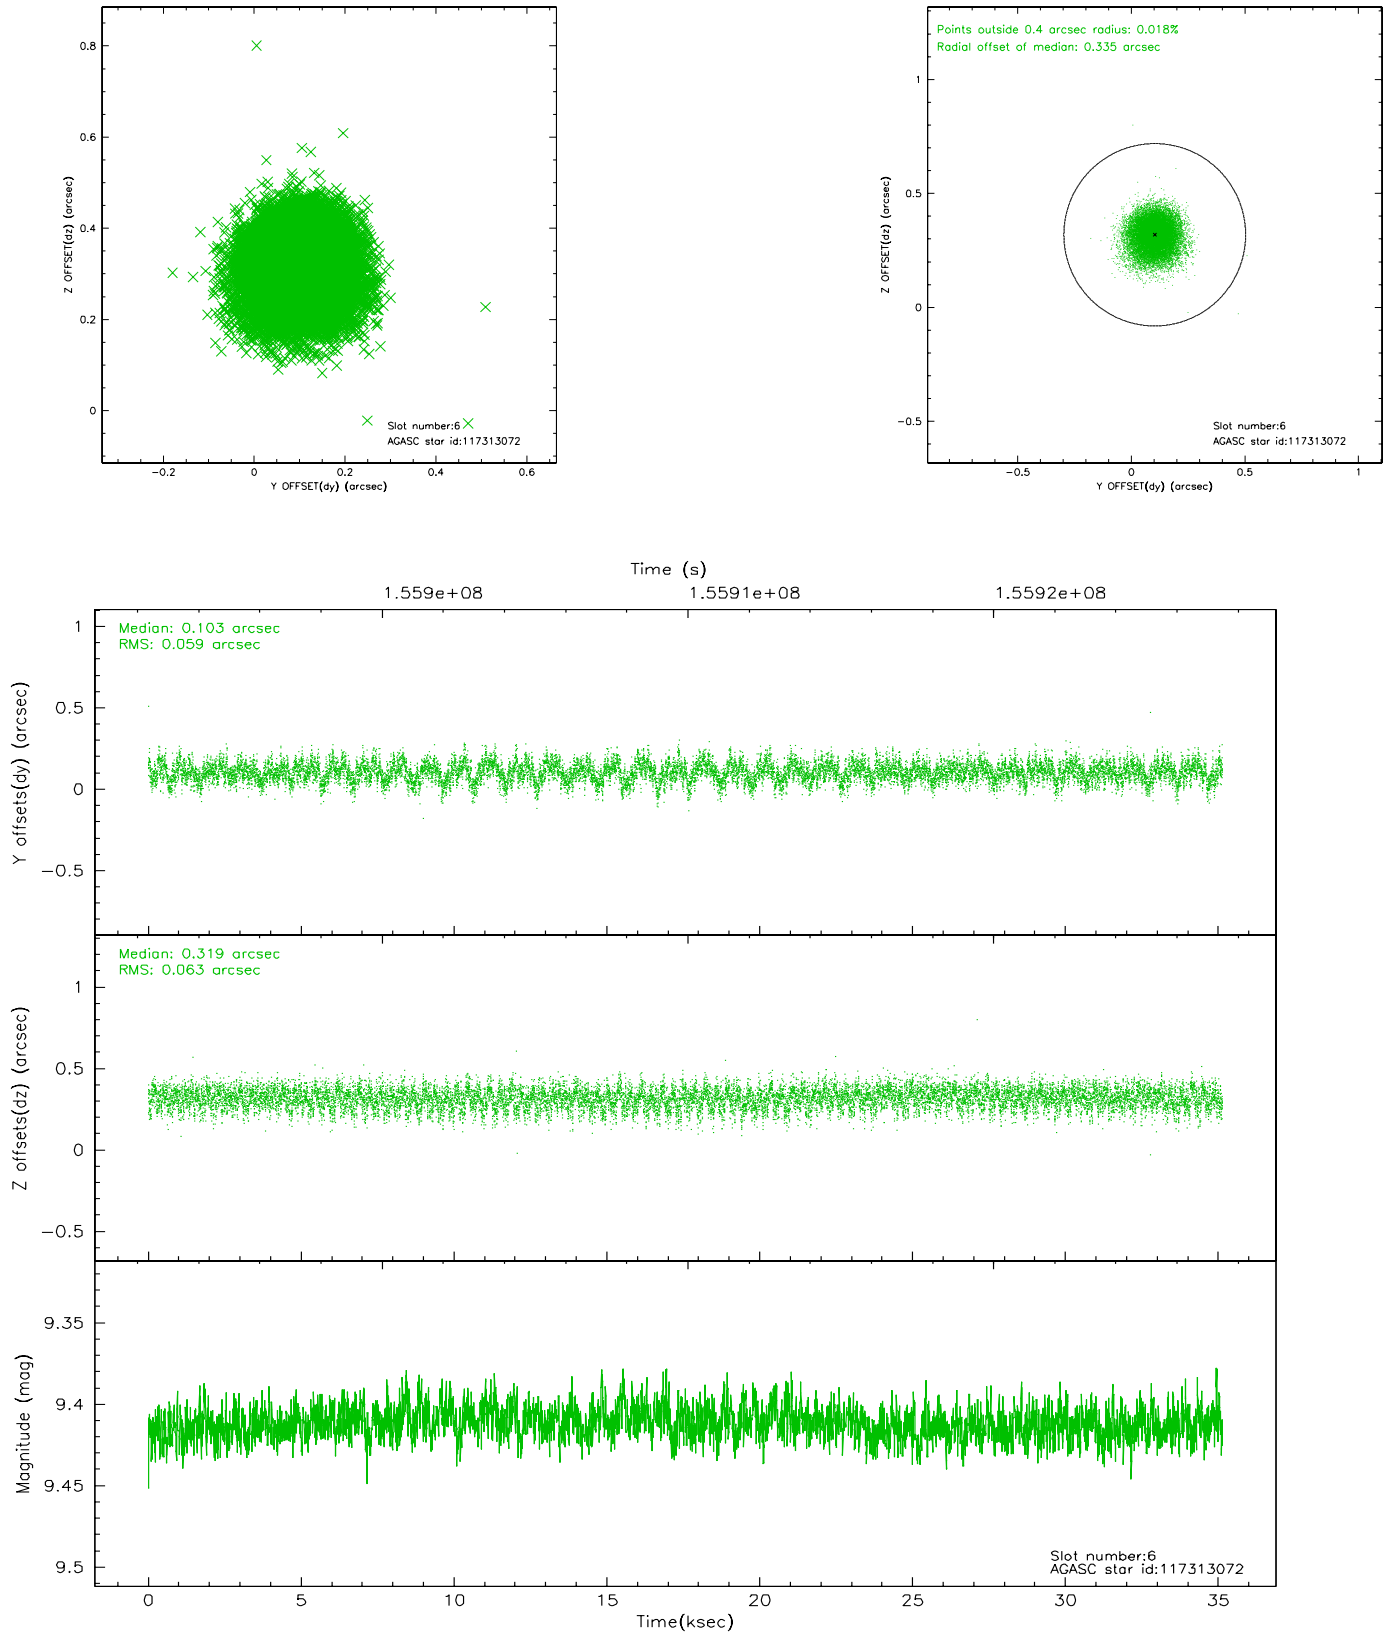 0.8
0.6
0.4
0.2
0
Z OFFSET(dz) (arcsec)
−0.2 0 0.2 0.4 0.6
Y OFFSET(dy) (arcsec)
Slot number:6
AGASC star id:117313072
Points outside 0.4 arcsec radius: 0.018%
Radial offset of median: 0.335 arcsec
1
0.5
0
−0.5
Z OFFSET(dz) (arcsec)
−0.5 0 0.5 1
Y OFFSET(dy) (arcsec)
Slot number:6
AGASC star id:117313072
Time (s)
1.559e+08 1.5591e+08 1.5592e+08
Median: 0.103 arcsec
RMS: 0.059 arcsec
1
0.5
0
−0.5
Y offsets(dy) (arcsec)
Median: 0.319 arcsec
RMS: 0.063 arcsec
1
0.5
0
−0.5
Z offsets(dz) (arcsec)
9.35
9.4
9.45
9.5
Magnitude (mag)
Slot number:6
AGASC star id:117313072
0 5 10 15 20 25 30 35
Time(ksec)